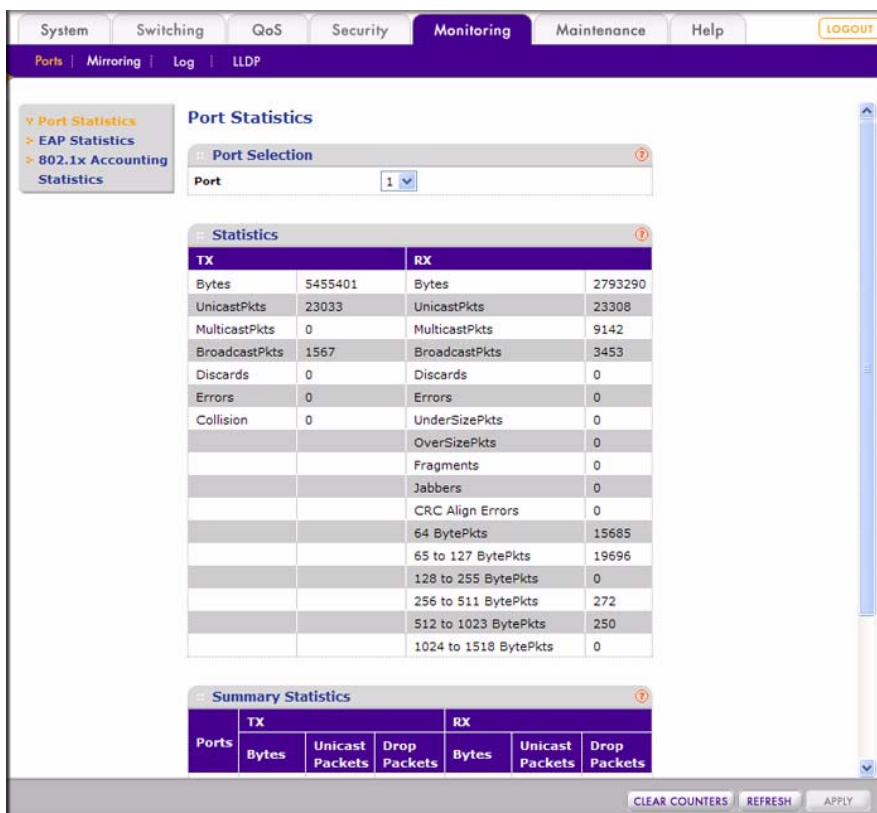 System Switching QoS Security Monitoring Maintenance Help LOGOUT
Ports Mirroring Log LLDP
Port Statistics
EAP Statistics
802.1x Accounting
Statistics
Port Statistics
Port Selection ?
Port 1
Statistics ?
TX RX
Bytes 5455401 Bytes 2793290
UnicastPkts 23033 UnicastPkts 23308
MulticastPkts 0 MulticastPkts 9142
BroadcastPkts 1567 BroadcastPkts 3453
Discards 0 Discards 0
Errors 0 Errors 0
Collision 0 UnderSizePkts 0
OverSizePkts 0
Fragments 0
Jabbers 0
CRC Align Errors 0
64 BytePkts 15685
65 to 127 BytePkts 19696
128 to 255 BytePkts 0
256 to 511 BytePkts 272
512 to 1023 BytePkts 250
1024 to 1518 BytePkts 0
Summary Statistics ?
Ports TX RX
Bytes Unicast Packets Drop Packets Bytes Unicast Packets Drop Packets
CLEAR COUNTERS REFRESH APPLY